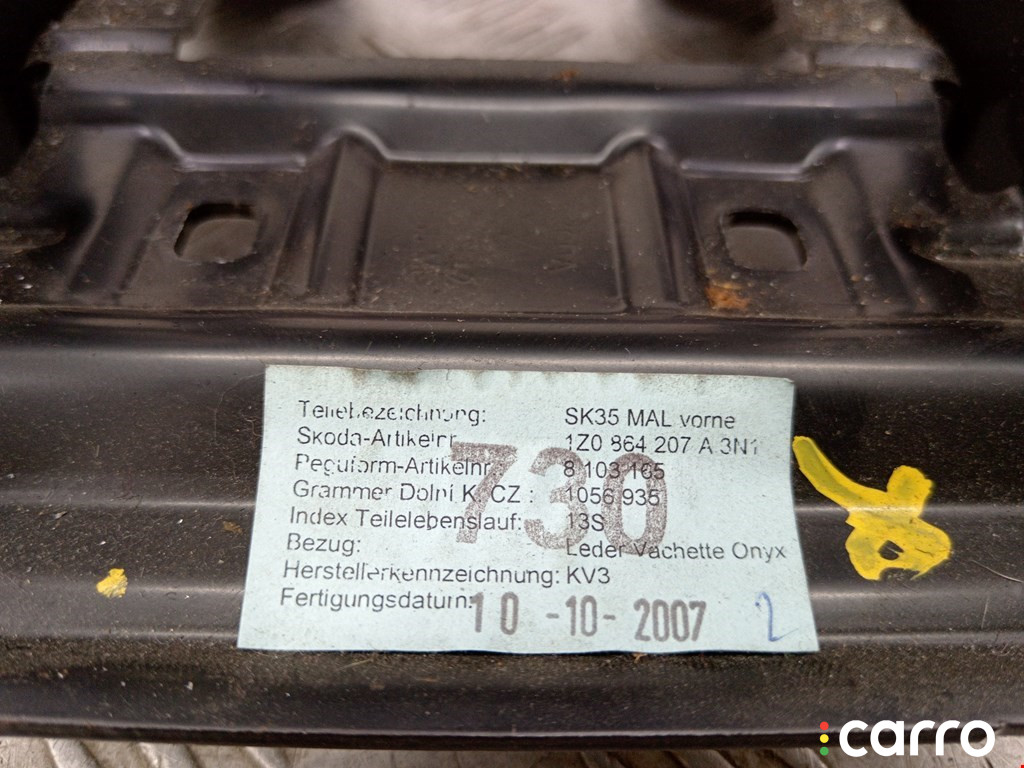 Teilebezeichnung: SK35 MAL vorne
Skoda-Artikelnr. 1Z0 864 207 A 3N1
Peguform-Artikelnr. 8 103 165
Grammer Dolni K. CZ : 1056 935
730
Index Teilelebenslauf: 13S
Bezug: Leder Vachette Onyx
Herstellerkennzeichnung: KV3
Fertigungsdatum: 10 -10- 2007 2
carro